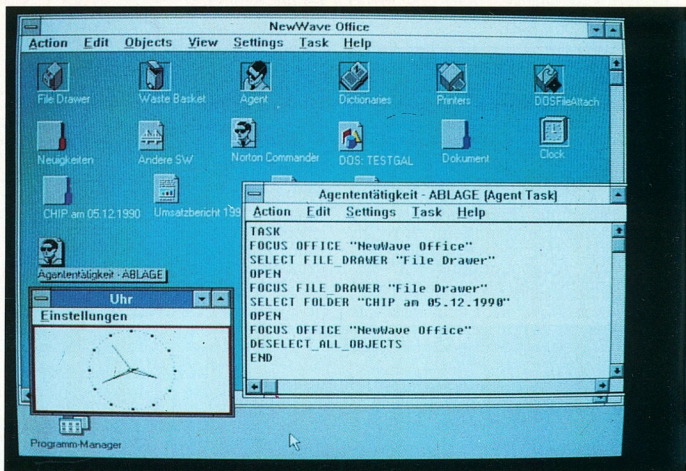 NewWave Office
Action Edit Objects View Settings Task Help
File Drawer Waste Basket Agent Dictionaries Printers DOSFileAttach
Neuigkeiten Andere SW Norton Commander DOS: TESTGAL Dokument Clock
CHIP am 05.12.1990 Umsatzbericht 199
Agententätigkeit - ABLAGE (Agent Task)
Action Edit Settings Task Help
TASK
FOCUS OFFICE "NewWave Office"
SELECT FILE_DRAWER "File Drawer"
OPEN
FOCUS FILE_DRAWER "File Drawer"
SELECT FOLDER "CHIP am 05.12.1990"
OPEN
FOCUS OFFICE "NewWave Office"
DESELECT_ALL_OBJECTS
END
Agententätigkeit - ABLAGE
Uhr
Einstellungen
Programm-Manager